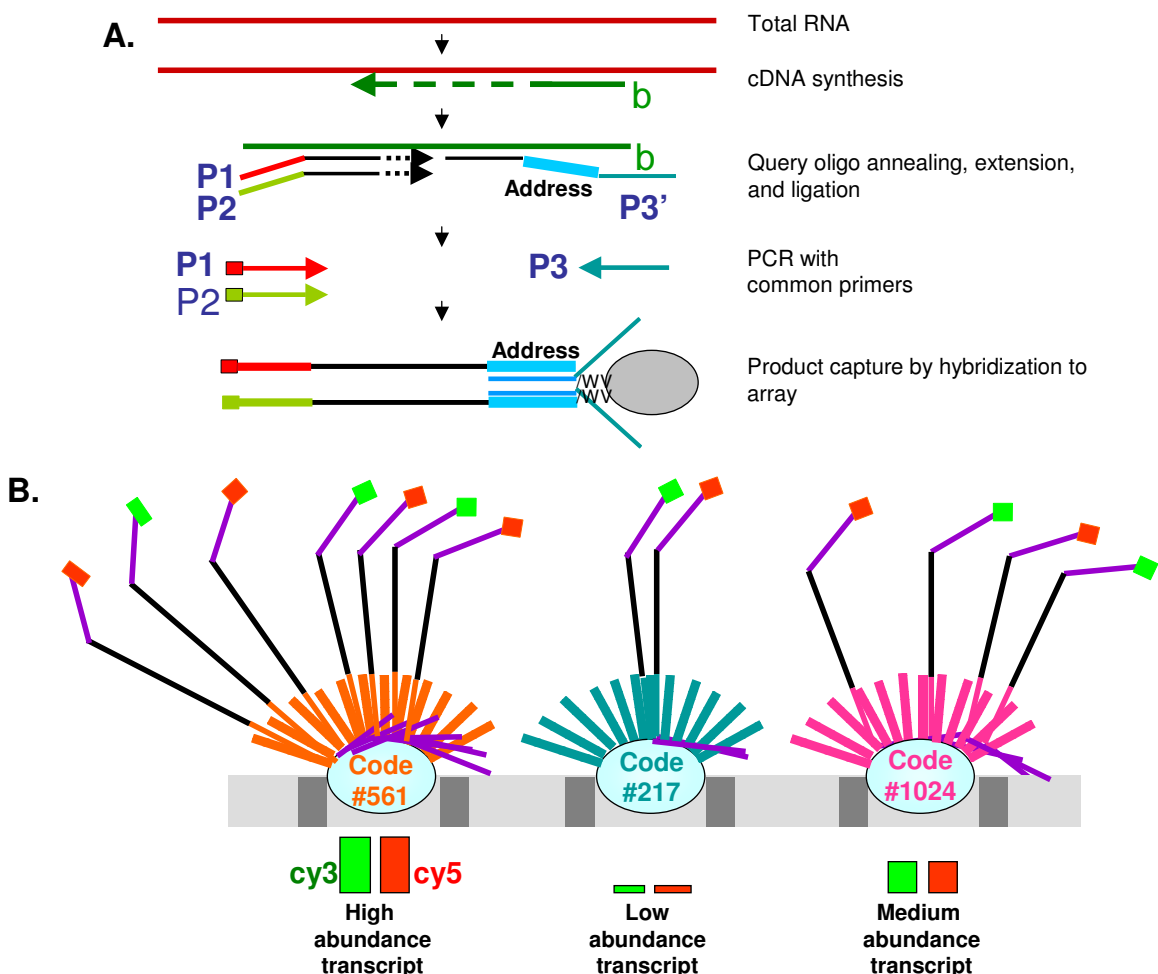 A.
Total RNA
cDNA synthesis
b
b
P1
P2
Address
P3’
Query oligo annealing, extension,
and ligation
P1
P2
P3
PCR with
common primers
Address
WV
WV
Product capture by hybridization to
array
B.
Code
#561
Code
#217
Code
#1024
cy3
cy5
High
abundance
transcript
Low
abundance
transcript
Medium
abundance
transcript